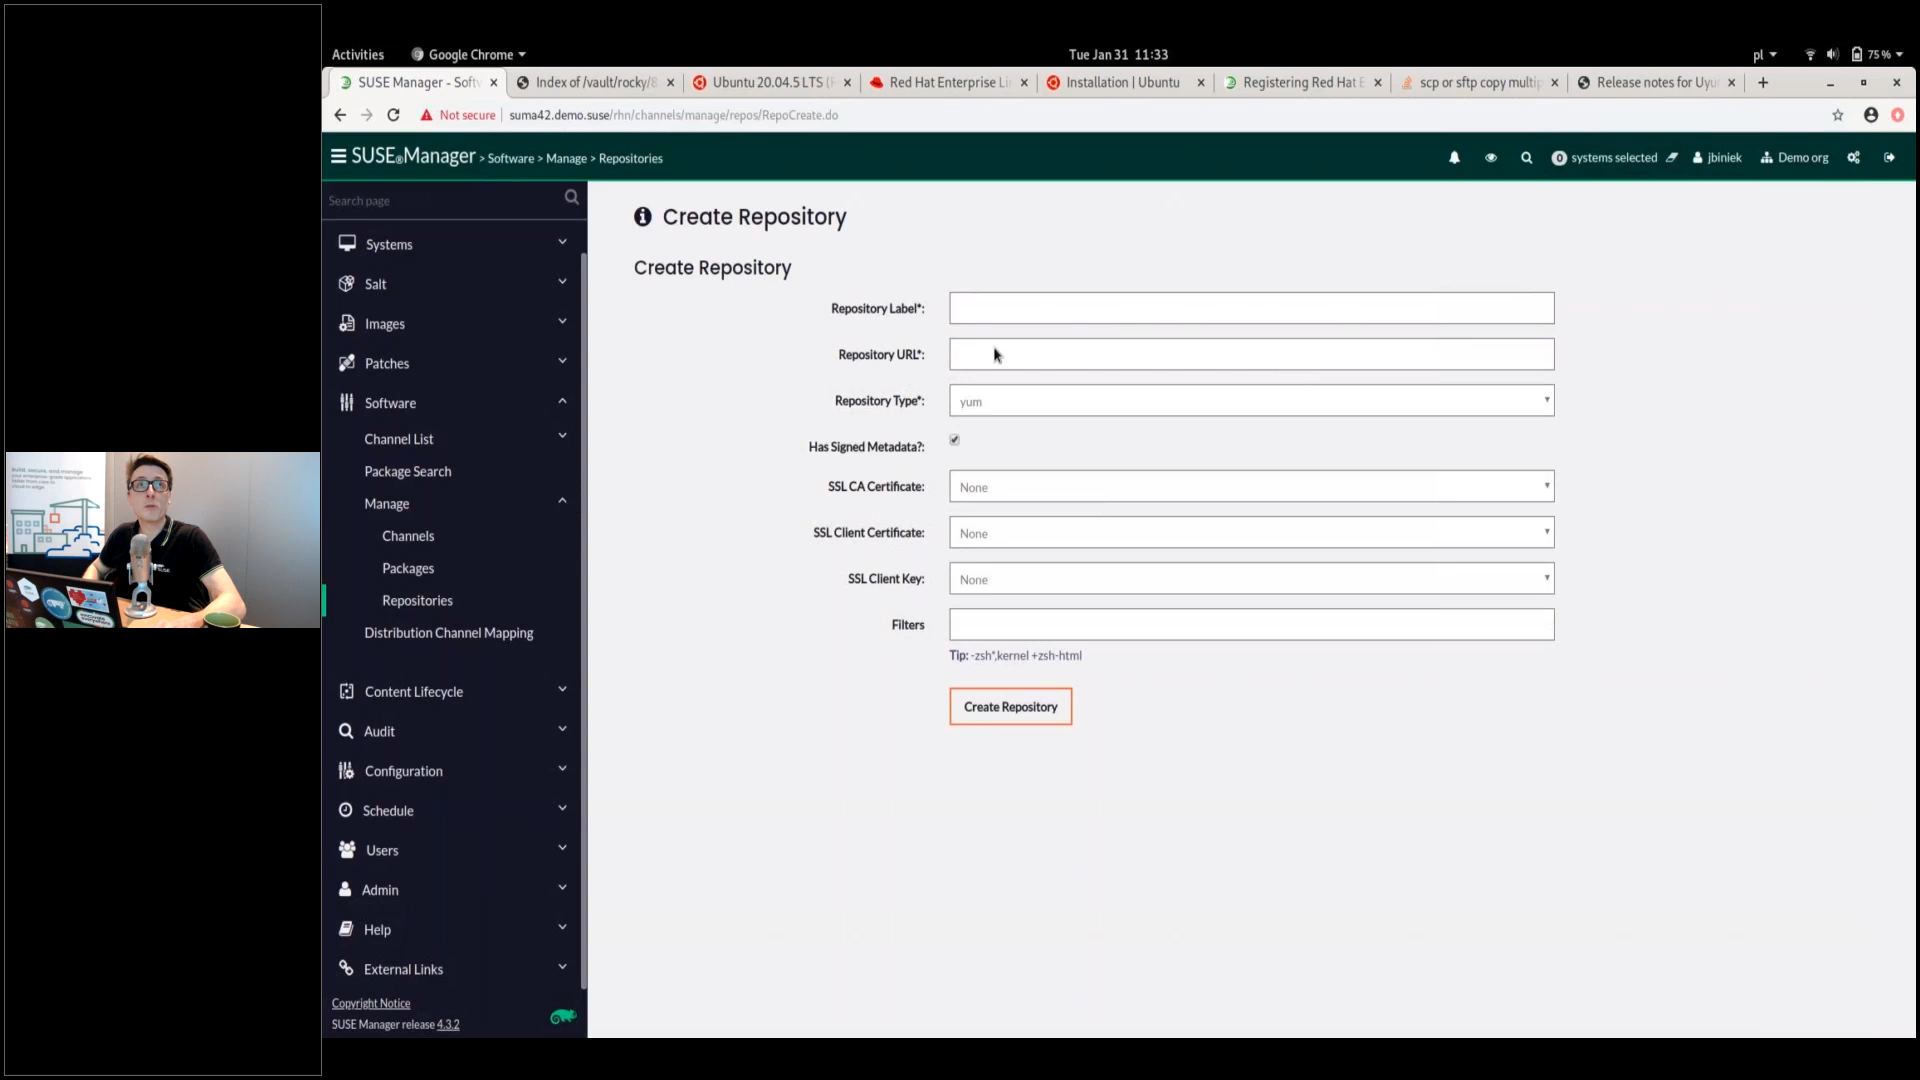 Activities
Google Chrome
Tue Jan 31 11:33
pl
75 %
SUSE Manager - Softw
Index of /vault/rocky/8
Ubuntu 20.04.5 LTS (F
Red Hat Enterprise Li
Installation | Ubuntu
Registering Red Hat E
scp or sftp copy multip
Release notes for Uyu
Not secure
suma42.demo.suse/rhn/channels/manage/repos/RepoCreate.do
SUSE®Manager > Software > Manage > Repositories
0 systems selected
jbiniek
Demo org
Search page
Systems
Salt
Images
Patches
Software
Channel List
Package Search
Manage
Channels
Packages
Repositories
Distribution Channel Mapping
Content Lifecycle
Audit
Configuration
Schedule
Users
Admin
Help
External Links
Copyright Notice
SUSE Manager release 4.3.2
Create Repository
Create Repository
Repository Label*:
Repository URL*:
Repository Type*:
yum
Has Signed Metadata?:
SSL CA Certificate:
None
SSL Client Certificate:
None
SSL Client Key:
None
Filters
Tip: -zsh*,kernel +zsh-html
Create Repository